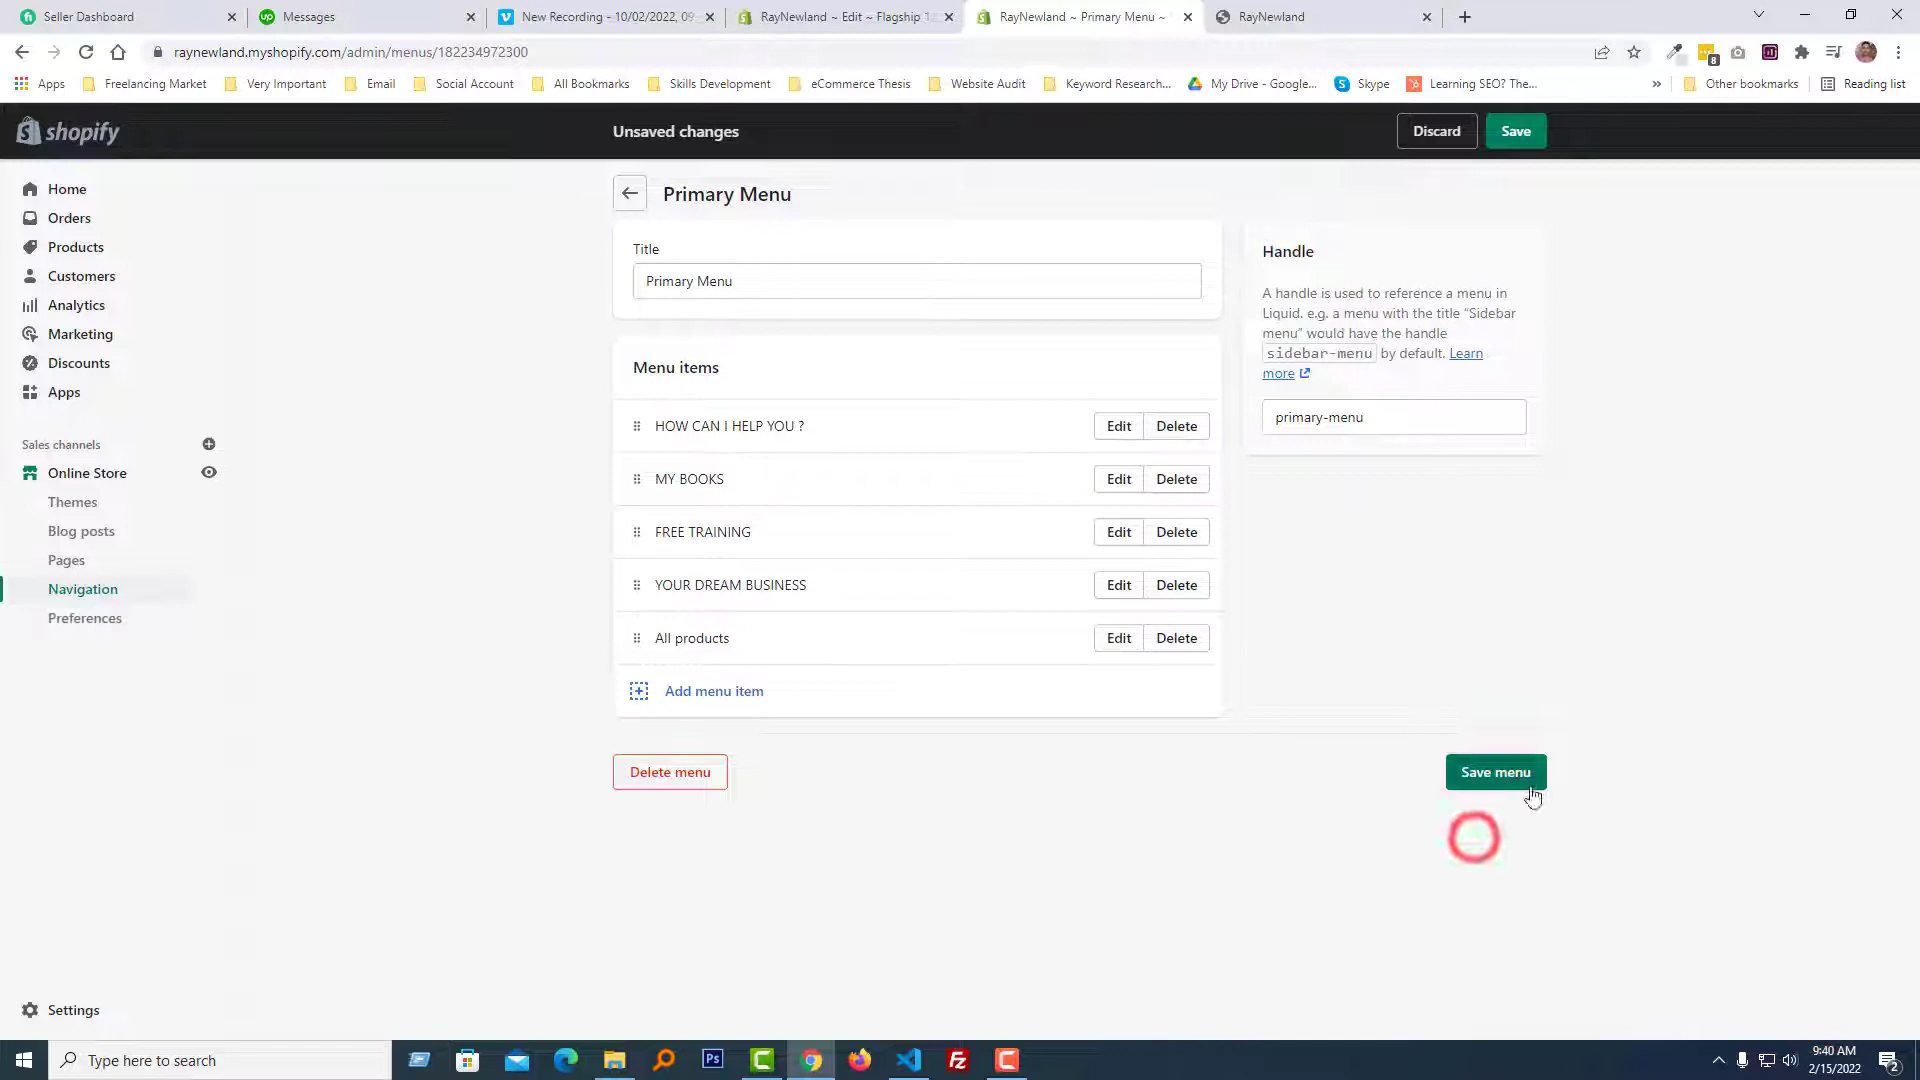 Seller Dashboard
Messages
New Recording - 10/02/2022, 09
RayNewland ~ Edit ~ Flagship 1
RayNewland ~ Primary Menu ~
RayNewland
raynewland.myshopify.com/admin/menus/182234972300
8
Apps
Freelancing Market
Very Important
Email
Social Account
All Bookmarks
Skills Development
eCommerce Thesis
Website Audit
Keyword Research...
My Drive - Google...
Skype
Learning SEO? The...
»
Other bookmarks
Reading list
shopify
Unsaved changes
Discard
Save
Home
Orders
Products
Customers
Analytics
Marketing
Discounts
Apps
Sales channels
Online Store
Themes
Blog posts
Pages
Navigation
Preferences
Settings
Primary Menu
Title
Primary Menu
Menu items
HOW CAN I HELP YOU ?
Edit
Delete
MY BOOKS
Edit
Delete
FREE TRAINING
Edit
Delete
YOUR DREAM BUSINESS
Edit
Delete
All products
Edit
Delete
Add menu item
Delete menu
Save menu
Handle
A handle is used to reference a menu in
Liquid. e.g. a menu with the title “Sidebar
menu” would have the handle
sidebar-menu by default. Learn
more
primary-menu
Type here to search
9:40 AM
2/15/2022
2